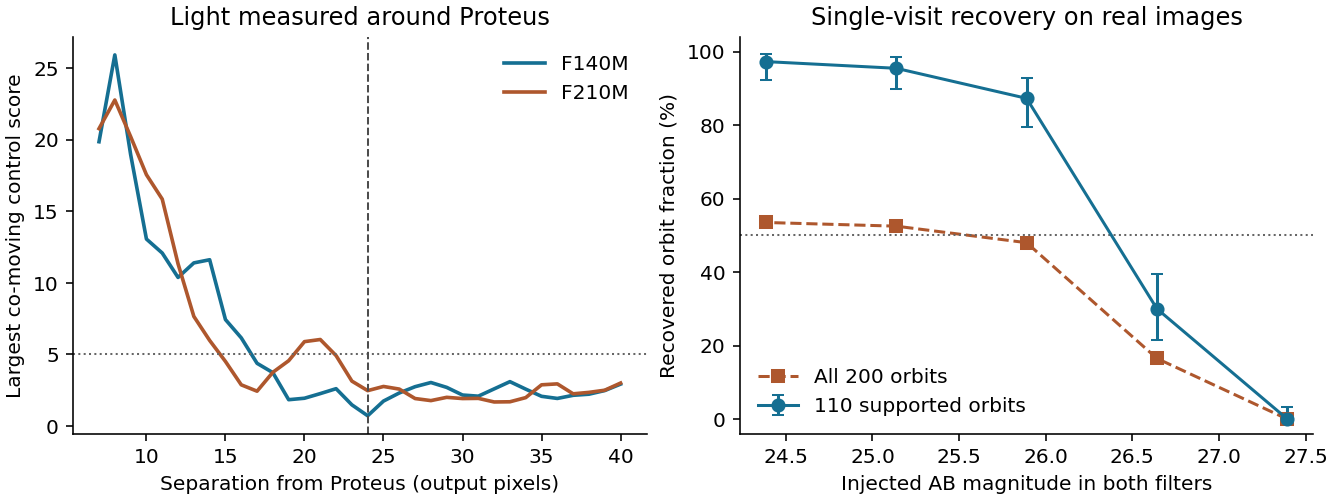 Light measured around Proteus
Largest co-moving control score
25
20
15
10
5
0
F140M
F210M
10
15
20
25
30
35
40
Separation from Proteus (output pixels)
Single-visit recovery on real images
Recovered orbit fraction (%)
100
80
60
40
20
0
All 200 orbits
110 supported orbits
24.5
25.0
25.5
26.0
26.5
27.0
27.5
Injected AB magnitude in both filters